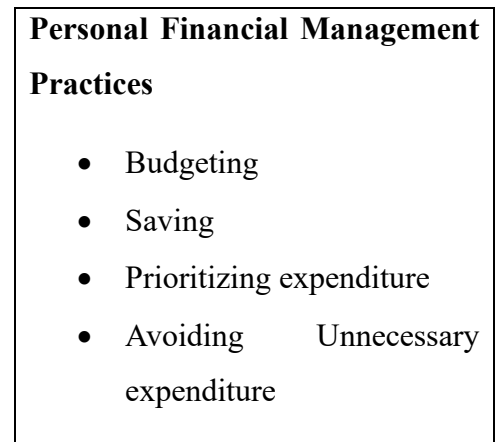 Personal Financial Management
Practices
• Budgeting
• Saving
• Prioritizing expenditure
• Avoiding Unnecessary
expenditure